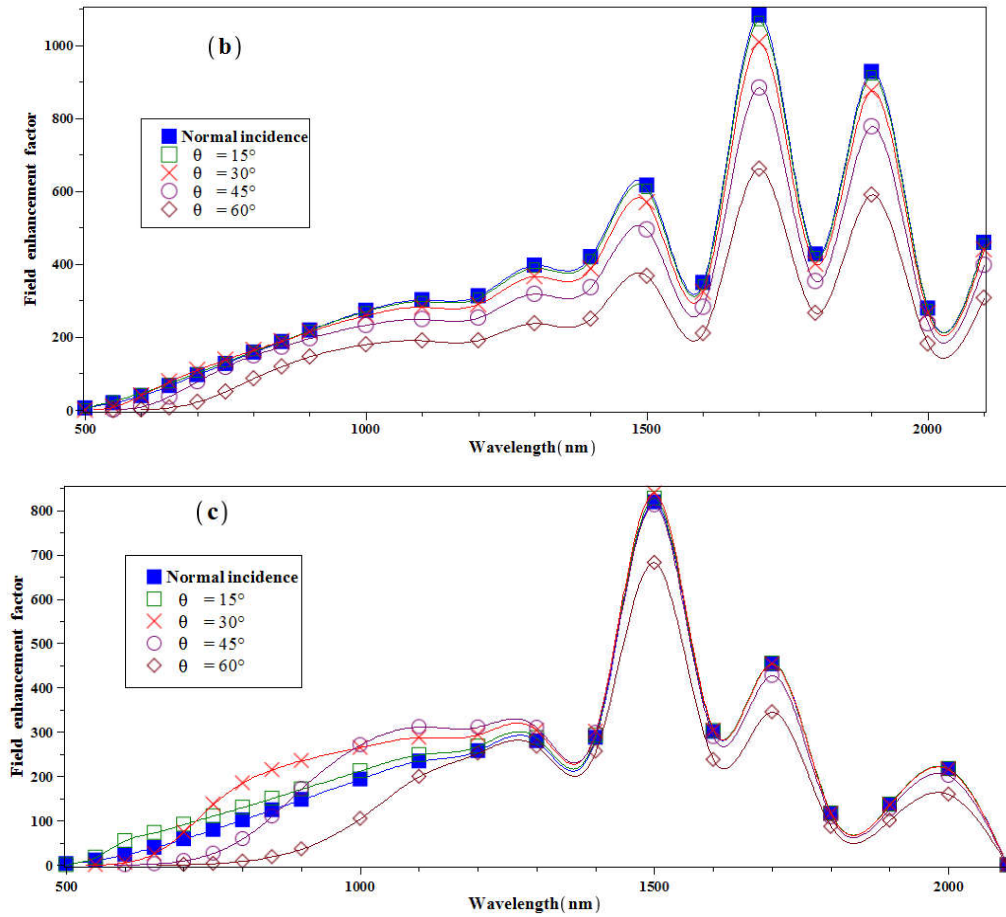 (b)
Field enhancement factor
1000
800
600
400
200
0
Normal incidence
θ = 15°
θ = 30°
θ = 45°
θ = 60°
500 1000 1500 2000
Wavelength(nm)
(c)
Field enhancement factor
800
700
600
500
400
300
200
100
0
Normal incidence
θ = 15°
θ = 30°
θ = 45°
θ = 60°
500 1000 1500 2000
Wavelength(nm)